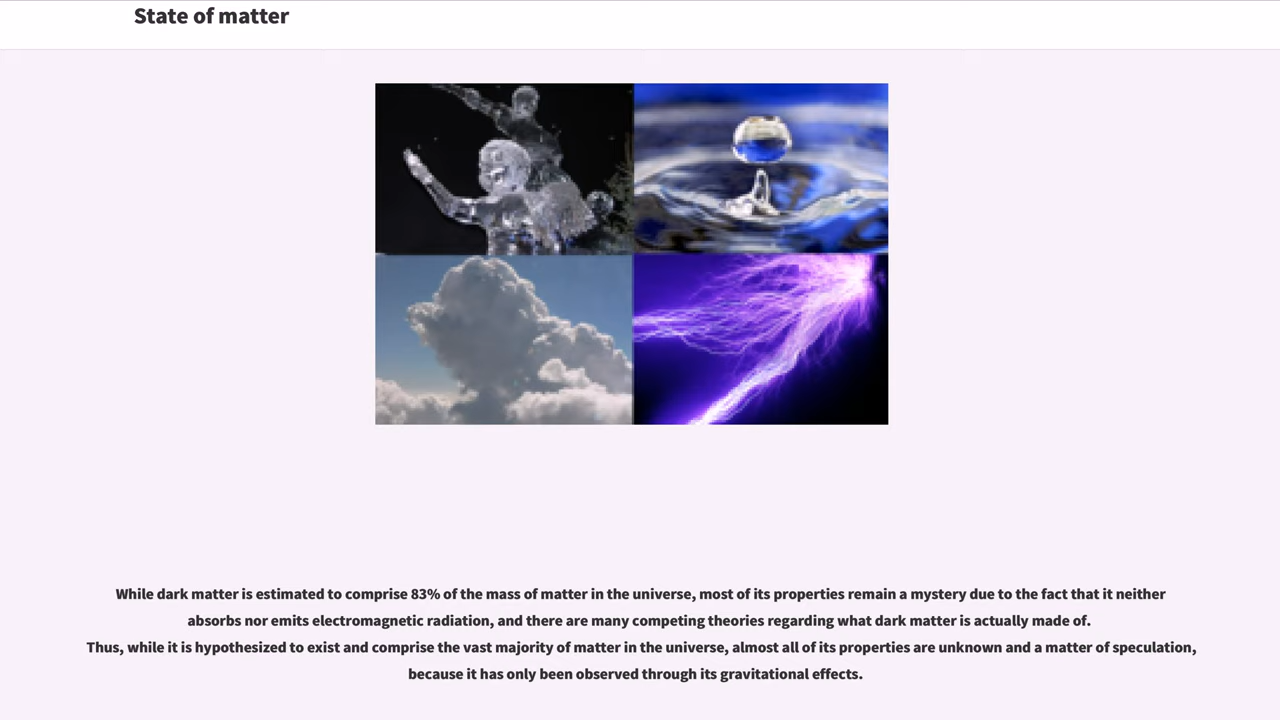 State of matter
While dark matter is estimated to comprise 83% of the mass of matter in the universe, most of its properties remain a mystery due to the fact that it neither
absorbs nor emits electromagnetic radiation, and there are many competing theories regarding what dark matter is actually made of.
Thus, while it is hypothesized to exist and comprise the vast majority of matter in the universe, almost all of its properties are unknown and a matter of speculation,
because it has only been observed through its gravitational effects.